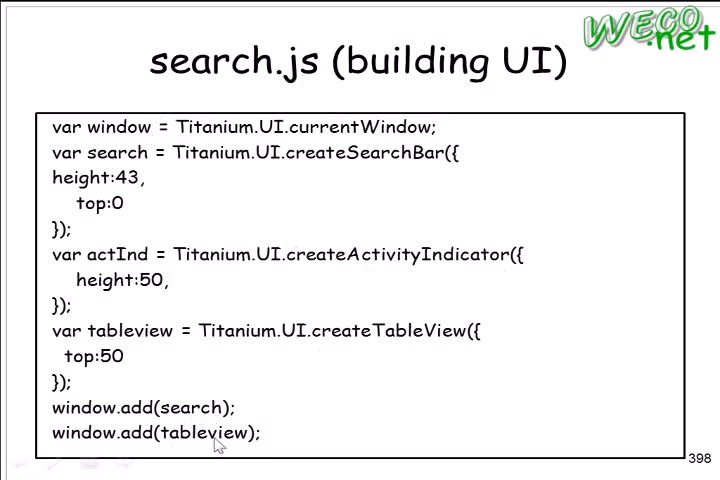 WECO
.net
search.js (building UI)
var window = Titanium.UI.currentWindow;
var search = Titanium.UI.createSearchBar({
height:43,
top:0
});
var actInd = Titanium.UI.createActivityIndicator({
height:50,
});
var tableview = Titanium.UI.createTableView({
top:50
});
window.add(search);
window.add(tableview);
398